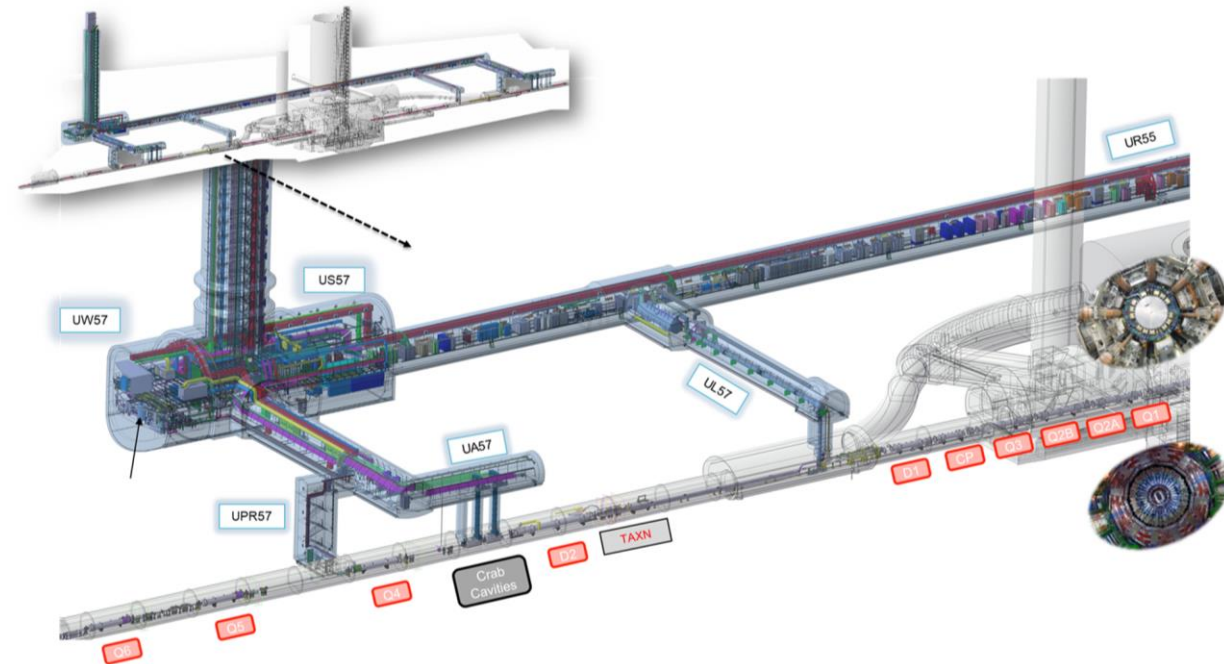 UR55
US57
UW57
UL57
UA57
UPR57
Q1
Q2A
Q2B
Q3
CP
D1
TAXN
D2
Crab
Cavities
Q4
Q5
Q6